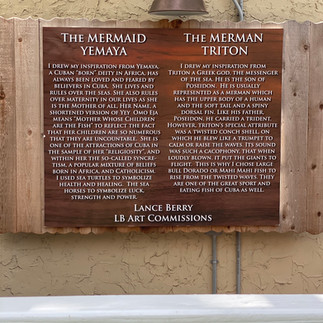 The MERMAID
YEMAYA
I drew my inspiration from Yemaya,
a Cuban "born" deity in Africa, has
always been loved and feared by
believers in Cuba. She lives and
rules over the seas. She also rules
over maternity in our lives as she
is the Mother of all. Her name, a
shortened version of Yey Omo Eja
means "Mother Whose Children
are the Fish" to reflect the fact
that her children are so numerous
that they are uncountable. She is
one of the attractions of Cuba in
the sample of her "religiosity", and
within her the so-called syncre-
tism, a popular mixture of beliefs
born in Africa, and Catholicism.
I used sea turtles to symbolize
health and healing. The sea
horses to symbolize luck,
strength and power.
The MERMAN
TRITON
I drew my inspiration from
Triton a Greek god, the messenger
of the sea. He is the son of
Poseidon. He is usually
represented as a merman which
has the upper body of a human
and the soft tail and a spiny
dorsal fin. Like his father,
Poseidon, he carried a trident.
However, Triton's special attribute
was a twisted conch shell, on
which he blew like a trumpet to
calm or raise the waves. Its sound
was such a cacophony, that when
loudly blown, it put the giants to
flight. This is why I chose large
bull Dorado or Mahi Mahi fish to
rise from the twisted waves. They
are one of the great sport and
eating fish of Cuba as well.
Lance Berry
LB Art Commissions